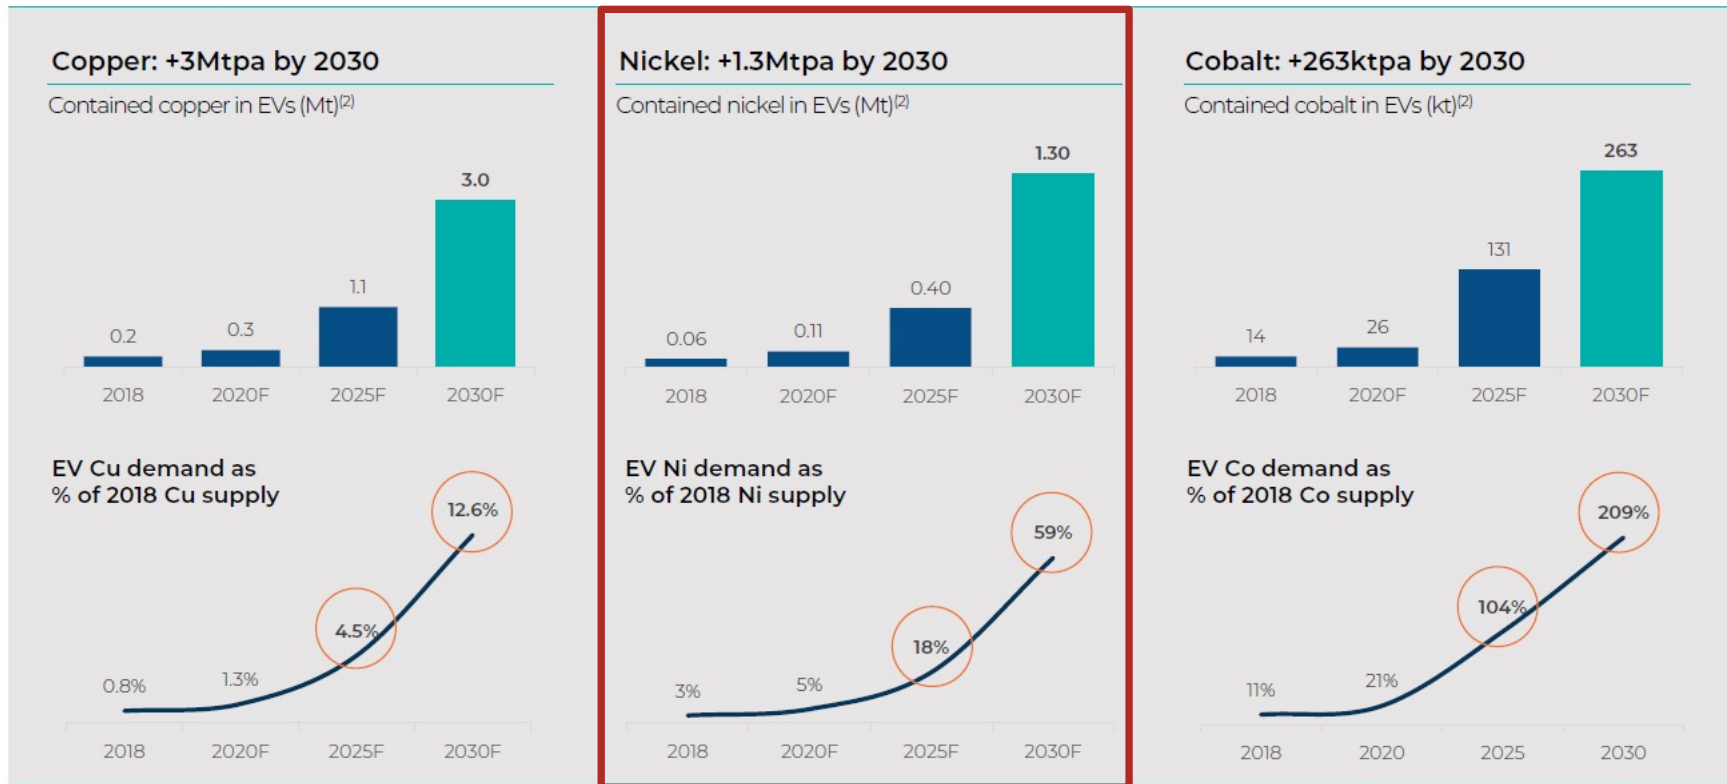 Copper: +3Mtpa by 2030
Contained copper in EVs (Mt)(2)
3.0
1.1
0.3
0.2
2018 2020F 2025F 2030F
EV Cu demand as
% of 2018 Cu supply
12.6%
4.5%
1.3%
0.8%
2018 2020F 2025F 2030F
Nickel: +1.3Mtpa by 2030
Contained nickel in EVs (Mt)(2)
1.30
0.40
0.11
0.06
2018 2020F 2025F 2030F
EV Ni demand as
% of 2018 Ni supply
59%
18%
5%
3%
2018 2020F 2025F 2030F
Cobalt: +263ktpa by 2030
Contained cobalt in EVs (kt)(2)
263
131
26
14
2018 2020F 2025F 2030F
EV Co demand as
% of 2018 Co supply
209%
104%
21%
11%
2018 2020 2025 2030